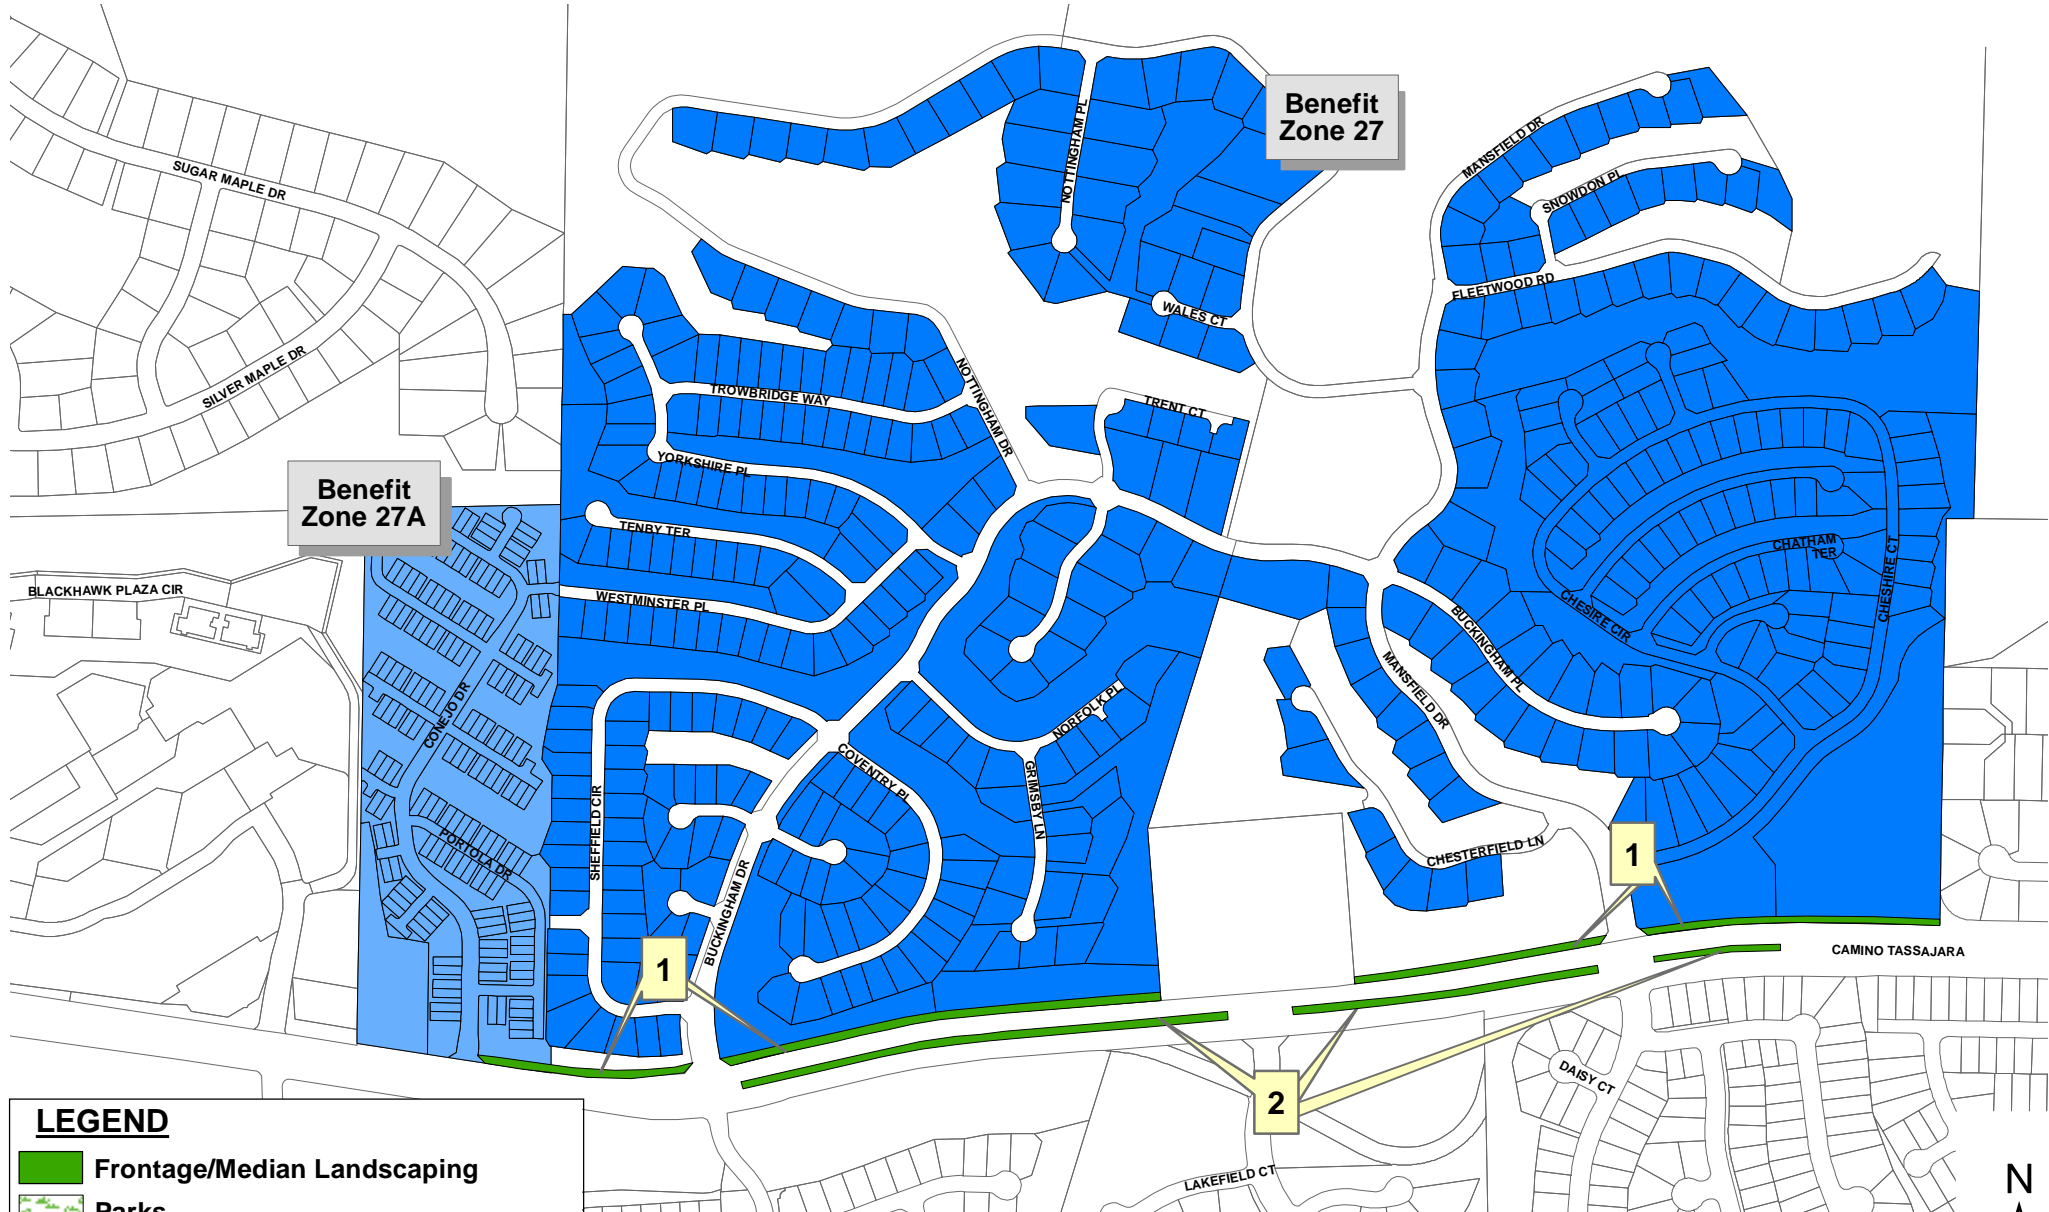 Benefit
Zone 27
MANSFIELD DR
NOTTINGHAM PL
SUGAR MAPLE DR
SNOWDON PL
FLEETWOOD RD
WALES CT
SILVER MAPLE DR
TROWBRIDGE WAY
NOTTINGHAM DR
TRENT CT
YORKSHIRE PL
Benefit
Zone 27A
TENBY TER
CHATHAM
TER
CHESHIRE CT
BLACKHAWK PLAZA CIR
WESTMINSTER PL
CHESIRE CIR
BUCKINGHAM PL
MANSFIELD DR
CONEJO DR
NORFOLK PL
COVENTRY PL
GRIMSBY LN
SHEFFIELD CIR
PORTOLA DR
CHESTERFIELD LN
1
BUCKINGHAM DR
1
CAMINO TASSAJARA
2
DAISY CT
LAKEFIELD CT
LEGEND
Frontage/Median Landscaping
Parks
N